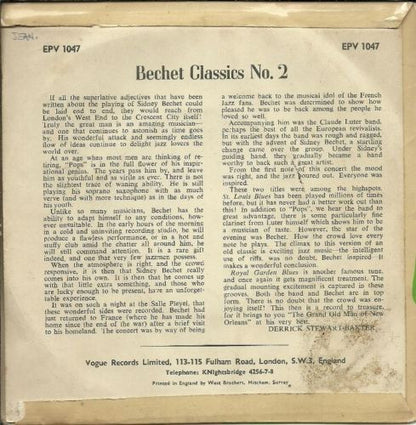 JEAN.
EPV 1047
EPV 1047
Bechet Classics No. 2
If all the superlative adjectives that have been
written about the playing of Sidney Bechet could
be laid end to end, they would reach from
London's West End to the Crescent City itself!
Truly the great man is an amazing musician—
and one that continues to astonish as time goes
by. His wonderful attack and seemingly endless
flow of ideas continue to delight jazz lovers the
world over.
At an age when most men are thinking of re-
tiring, "Pops" is in the full flower of his inspir-
ational genius. The years pass him by, and leave
him as youthful and as virile as ever. There is not
the slightest trace of waning ability. He is still
playing his soprano saxophone with as much
verve (and with more technique) as in the days of
his youth.
Unlike so many musicians, Bechet has the
ability to adapt himself to any conditions, how-
ever unsuitable. In the early hours of the morning
in a cold and uninviting recording studio, he will
produce a flawless performance, or in a hot and
stuffy club amidst the chatter all around him, he
will still command attention. It is a rare gift
indeed, and one that very few jazzmen possess.
When the atmosphere is right, and the crowd
responsive, it is then that Sidney Bechet really
comes into his own. It is then that he comes up
with that little extra something, and those who
are lucky enough to be present, have an unforget-
table experience.
It was on such a night at the Salle Pleyel, that
these wonderful sides were recorded. Bechet had
just returned to France (where he has made his
home since the end of the war) after a brief visit
to his homeland. The concert was by way of being
a welcome back to the musical idol of the French
Jazz fans. Bechet was determined to show how
pleased he was to be back among the people he
loved so well.
Accompanying him was the Claude Luter band,
perhaps the best of all the European revivalists.
In its earliest days the band was rough and ragged,
but with the advent of Sidney Bechet, a startling
change came over the group. Under Sidney's
guiding hand they gradually became a band
worthy to back such a great artist.
From the first note of this concert the mood
was right, and the jazz poured out. Everyone was
inspired.
These two titles were among the highspots.
St. Louis Blues has been played millions of times
before, but it has never had a better work out than
this! In addition to "Pops", we hear the band to
great advantage, there is some particularly fine
clarinet from Luter himself which shows him to be
a musician of taste. However, the star of the
evening was Bechet. How the crowd love every
note he plays. The climax to this version of an
old classic is exciting jazz music—the intelligent
use of riffs, was no doubt, Bechet inspired. It
makes a wonderful conclusion.
Royal Garden Blues is another famous tune,
and once again it gets magnificent treatment. The
gradual mounting excitement is captured in these
grooves. Both the band and Bechet are in top
form. There is no doubt that the crowd was en-
joying itself! This then is a record to treasure,
for it brings to you "The Grand Old Man of New
Orleans" at his very best.
DERRICK STEWART-BAXTER
Vogue Records Limited, 113-115 Fulham Road, London, S.W.3, England
Telephone: KNightsbridge 4256-7-8
Printed in England by West Brothers, Mitcham, Surrey